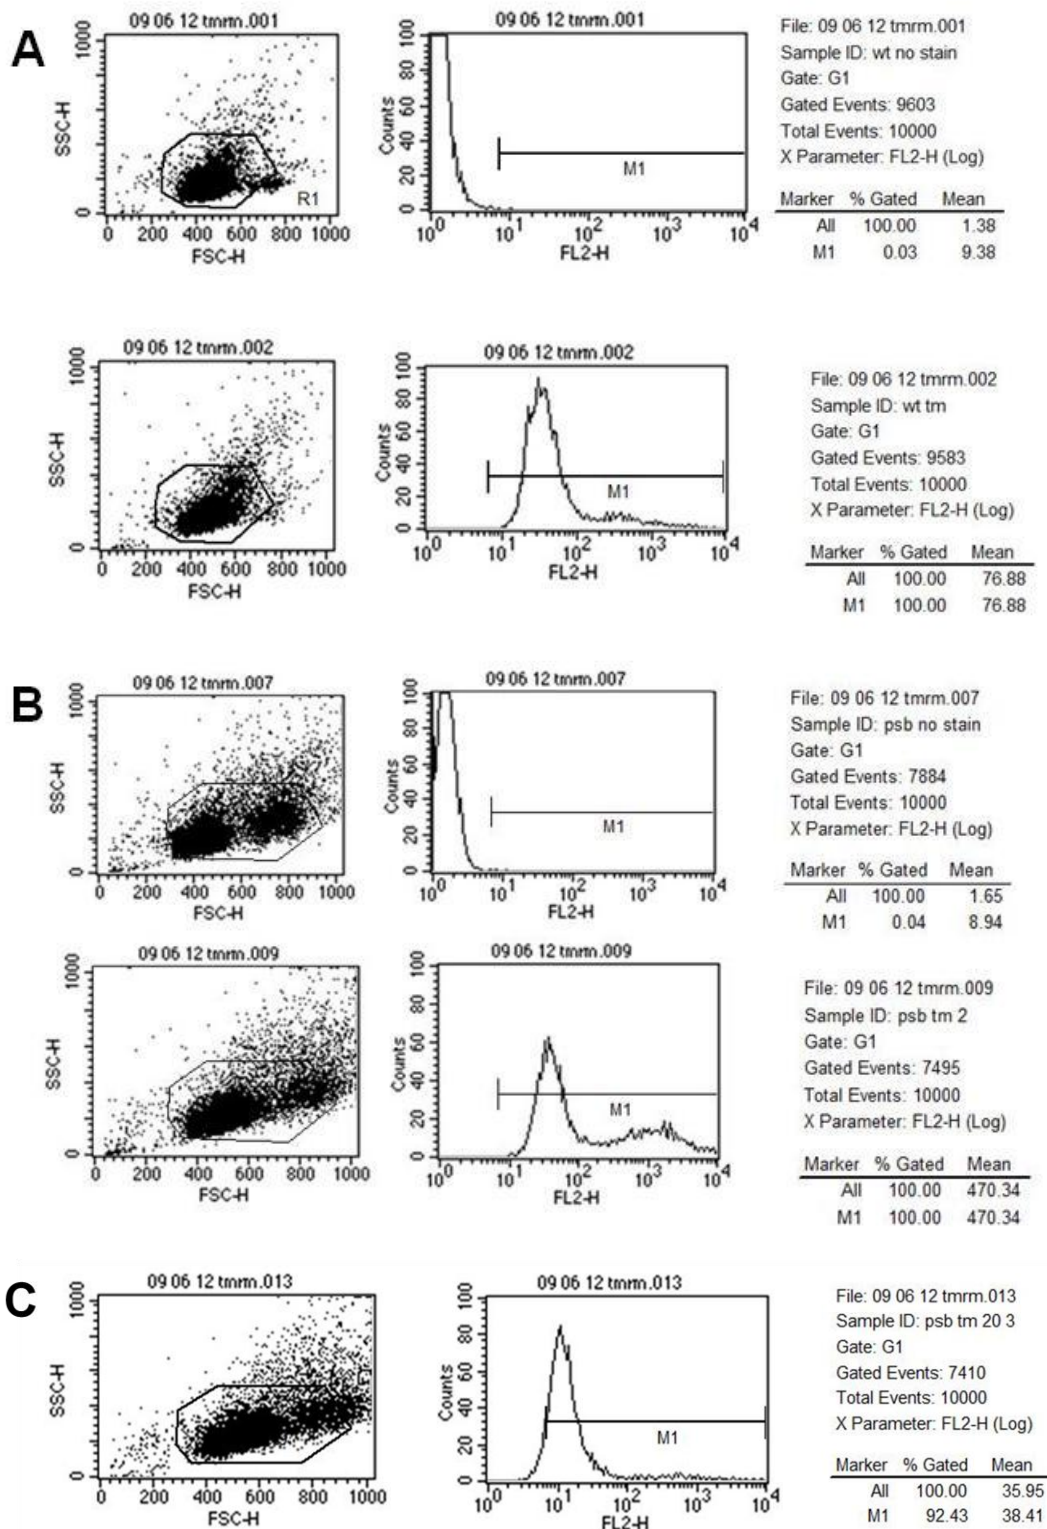 A
09 06 12 tmrm.001
1000
SSC-H
0
0 200 400 600 800 1000
FSC-H
R1
09 06 12 tmrm.001
100
80
60
40
20
0
Counts
M1
10^0 10^1 10^2 10^3 10^4
FL2-H
File: 09 06 12 tmrm.001
Sample ID: wt no stain
Gate: G1
Gated Events: 9603
Total Events: 10000
X Parameter: FL2-H (Log)
Marker % Gated Mean
All 100.00 1.38
M1 0.03 9.38
09 06 12 tmrm.002
1000
SSC-H
0
0 200 400 600 800 1000
FSC-H
09 06 12 tmrm.002
100
80
60
40
20
0
Counts
M1
10^0 10^1 10^2 10^3 10^4
FL2-H
File: 09 06 12 tmrm.002
Sample ID: wt tm
Gate: G1
Gated Events: 9583
Total Events: 10000
X Parameter: FL2-H (Log)
Marker % Gated Mean
All 100.00 76.88
M1 100.00 76.88
B
09 06 12 tmrm.007
1000
SSC-H
0
0 200 400 600 800 1000
FSC-H
09 06 12 tmrm.007
100
80
60
40
20
0
Counts
M1
10^0 10^1 10^2 10^3 10^4
FL2-H
File: 09 06 12 tmrm.007
Sample ID: psb no stain
Gate: G1
Gated Events: 7884
Total Events: 10000
X Parameter: FL2-H (Log)
Marker % Gated Mean
All 100.00 1.65
M1 0.04 8.94
09 06 12 tmrm.009
1000
SSC-H
0
0 200 400 600 800 1000
FSC-H
09 06 12 tmrm.009
100
80
60
40
20
0
Counts
M1
10^0 10^1 10^2 10^3 10^4
FL2-H
File: 09 06 12 tmrm.009
Sample ID: psb tm 2
Gate: G1
Gated Events: 7495
Total Events: 10000
X Parameter: FL2-H (Log)
Marker % Gated Mean
All 100.00 470.34
M1 100.00 470.34
C
09 06 12 tmrm.013
1000
SSC-H
0
0 200 400 600 800 1000
FSC-H
09 06 12 tmrm.013
100
80
60
40
20
0
Counts
M1
10^0 10^1 10^2 10^3 10^4
FL2-H
File: 09 06 12 tmrm.013
Sample ID: psb tm 20 3
Gate: G1
Gated Events: 7410
Total Events: 10000
X Parameter: FL2-H (Log)
Marker % Gated Mean
All 100.00 35.95
M1 92.43 38.41